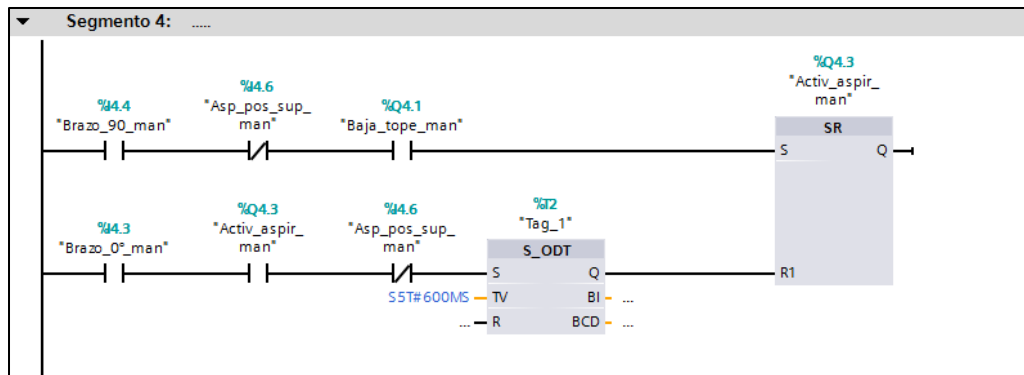 Segmento 4: .....
%Q4.3
"Activ_aspir_
man"
%I4.6
%I4.4
"Asp_pos_sup_
%Q4.1
"Brazo_90_man"
man"
"Baja_tope_man"
SR
S Q
%Q4.3
%I4.6
%T2
%I4.3
"Activ_aspir_
"Asp_pos_sup_
"Tag_1"
"Brazo_0°_man"
man"
man"
S_ODT
S Q
R1
S5T#600MS TV BI ...
... R BCD ...